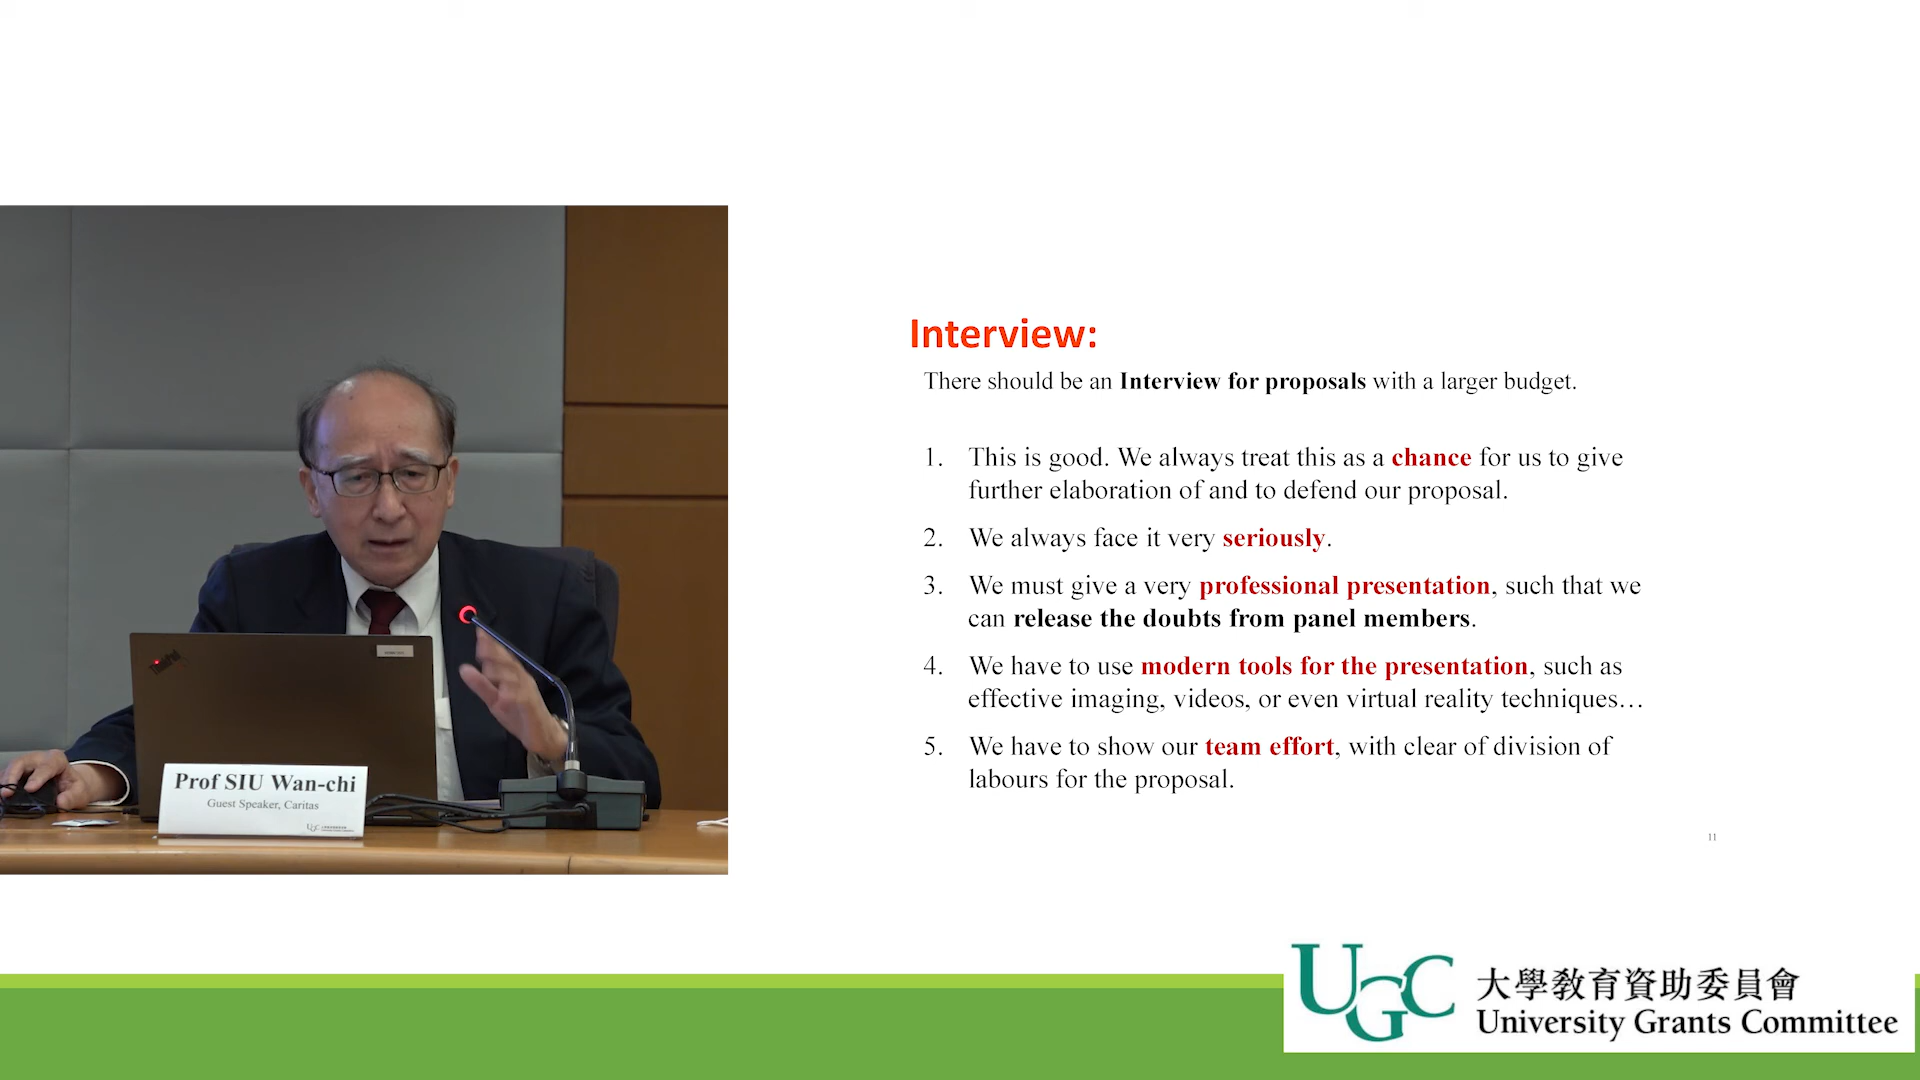 Interview:
There should be an Interview for proposals with a larger budget.
1. This is good. We always treat this as a chance for us to give
further elaboration of and to defend our proposal.
2. We always face it very seriously.
3. We must give a very professional presentation, such that we
can release the doubts from panel members.
4. We have to use modern tools for the presentation, such as
effective imaging, videos, or even virtual reality techniques…
5. We have to show our team effort, with clear of division of
labours for the proposal.
11
ThinkPad
Prof SIU Wan-chi
Guest Speaker, Caritas
UGC
UGC
大學教育資助委員會
University Grants Committee